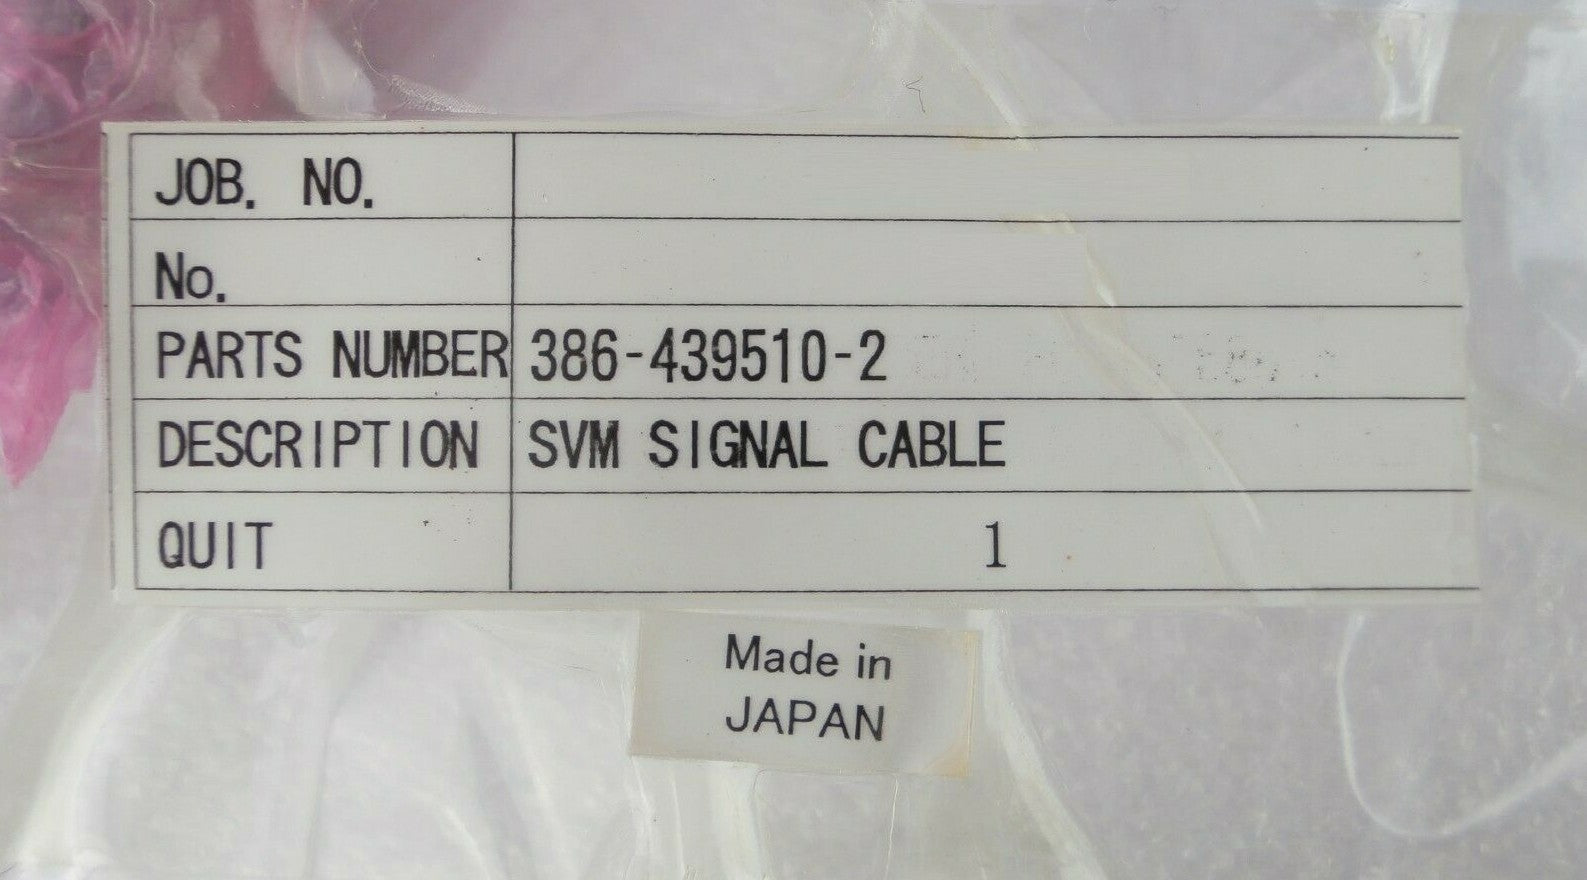 JOB. NO.
No.
PARTS NUMBER 386-439510-2
DESCRIPTION SVM SIGNAL CABLE
QUIT 1
Made in
JAPAN